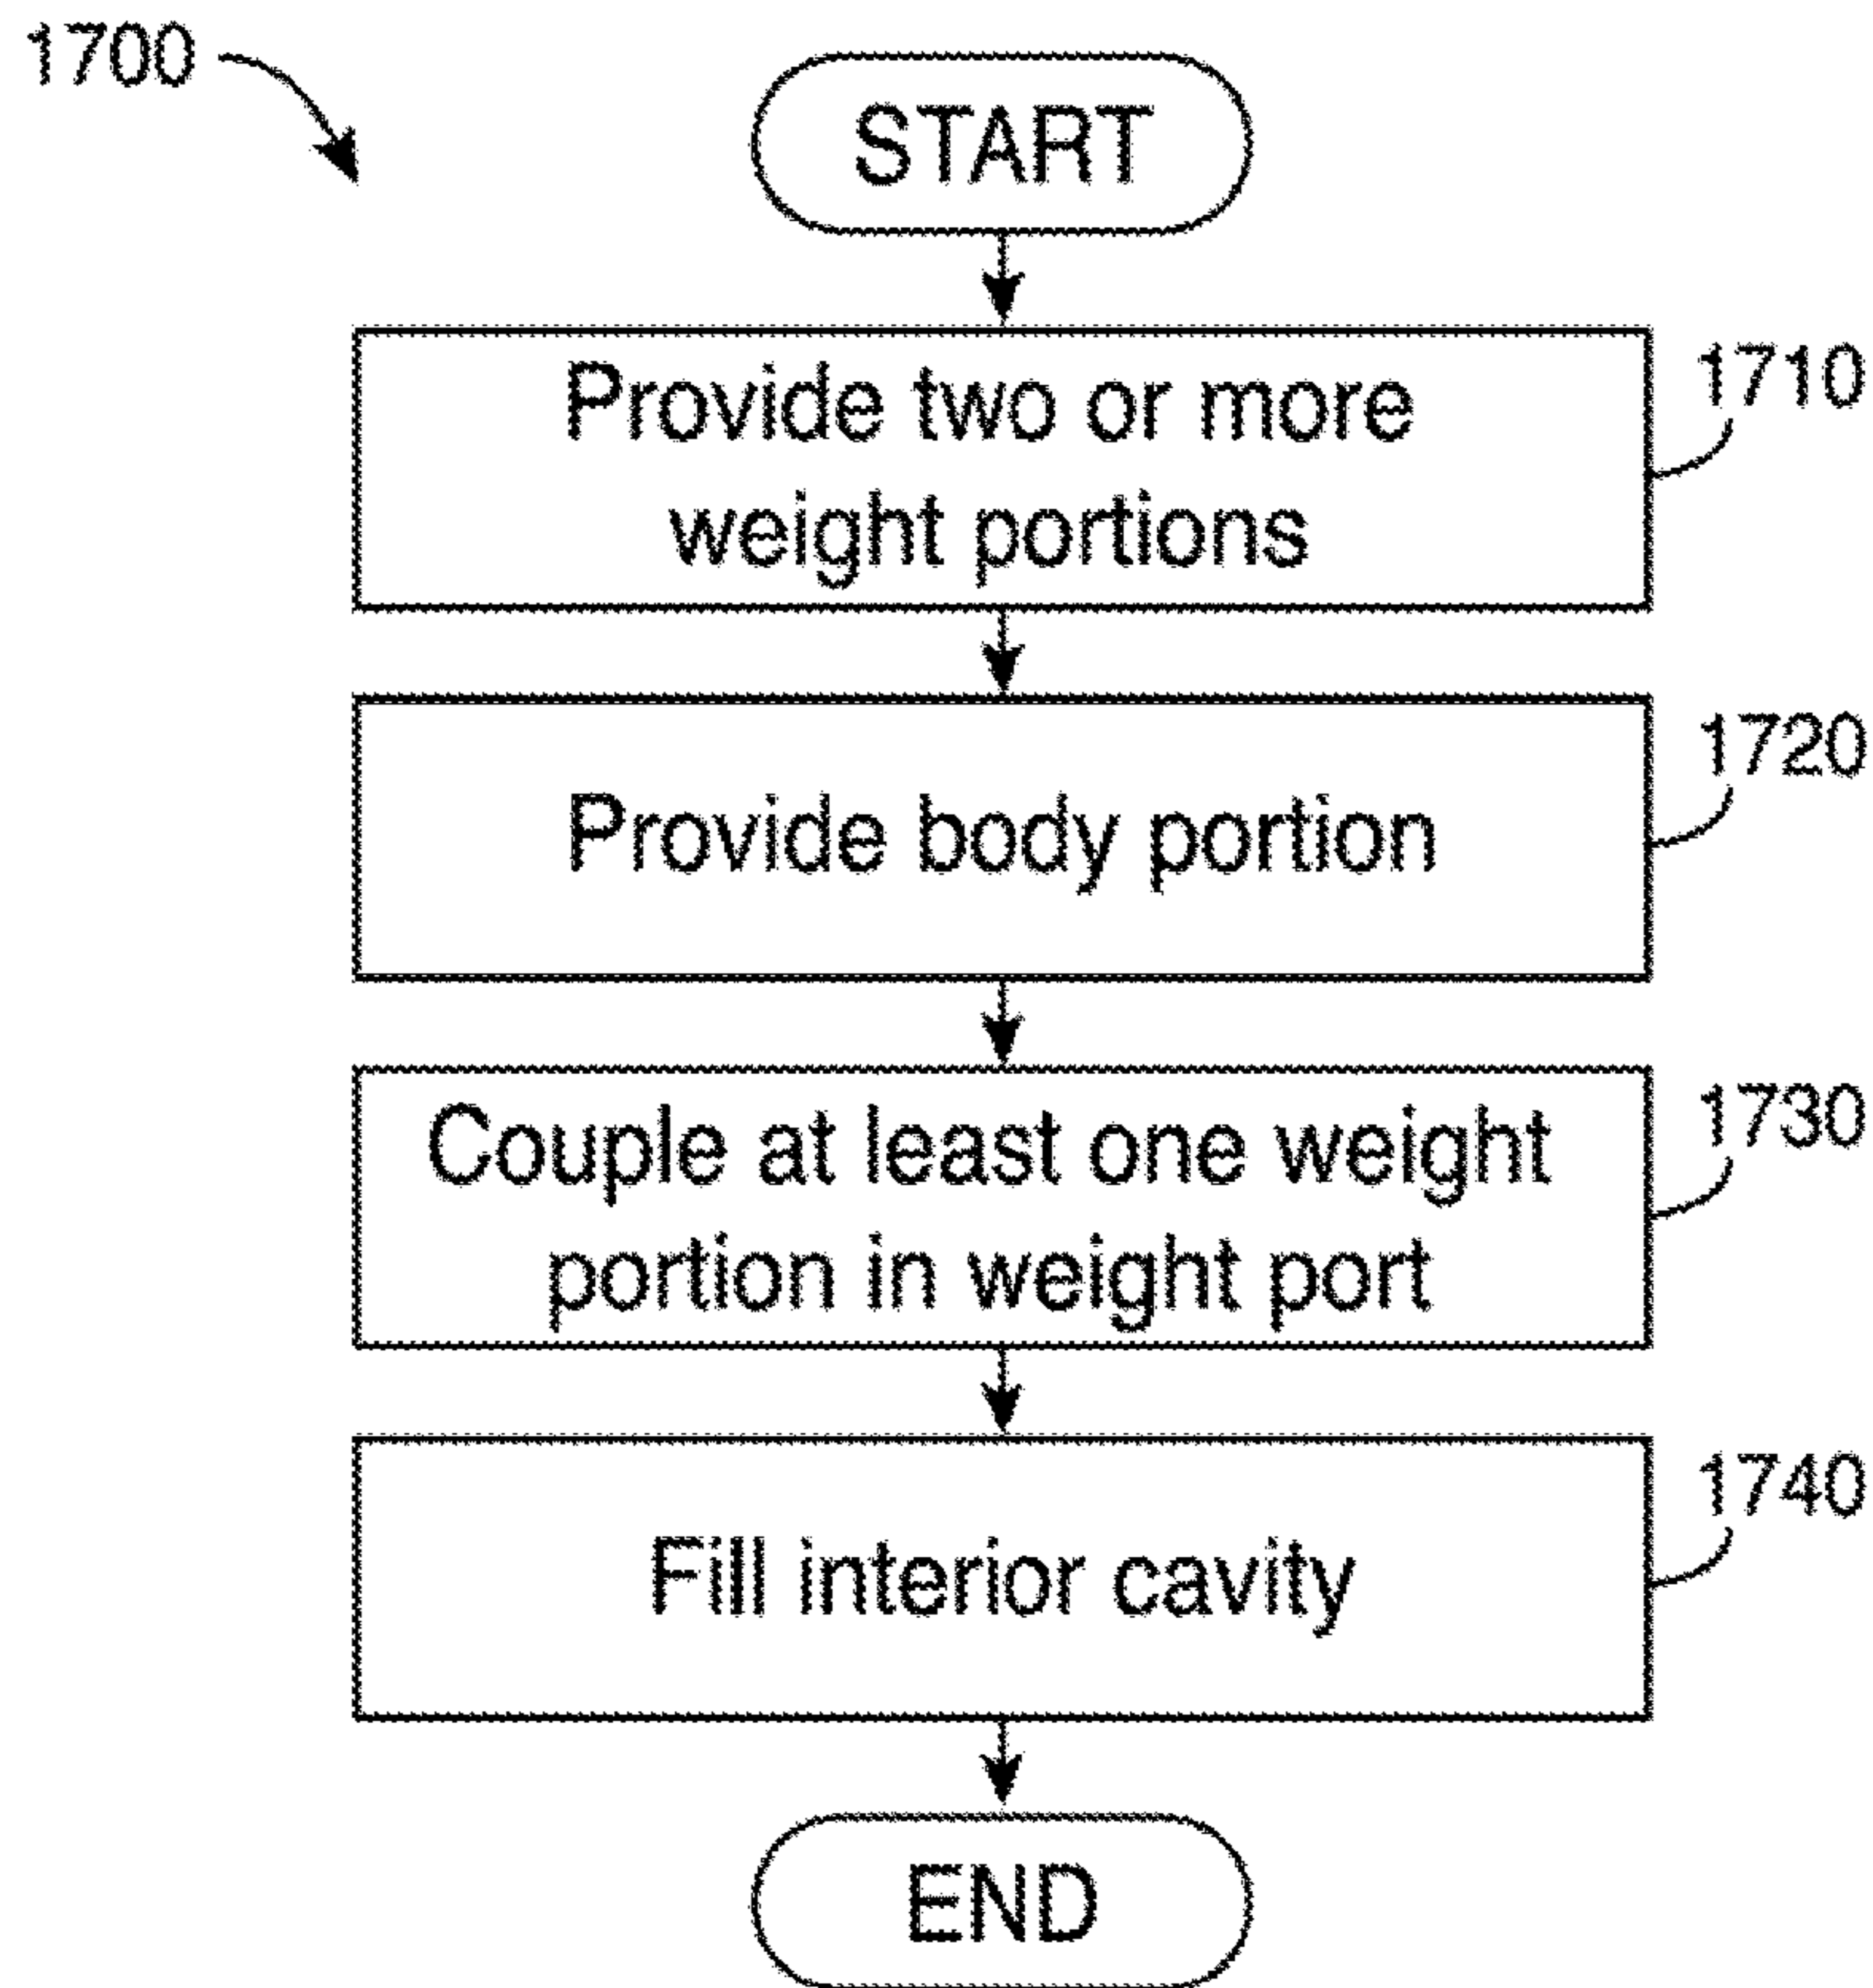 1700
START
Provide two or more
weight portions
1710
Provide body portion
1720
Couple at least one weight
portion in weight port
1730
Fill interior cavity
1740
END